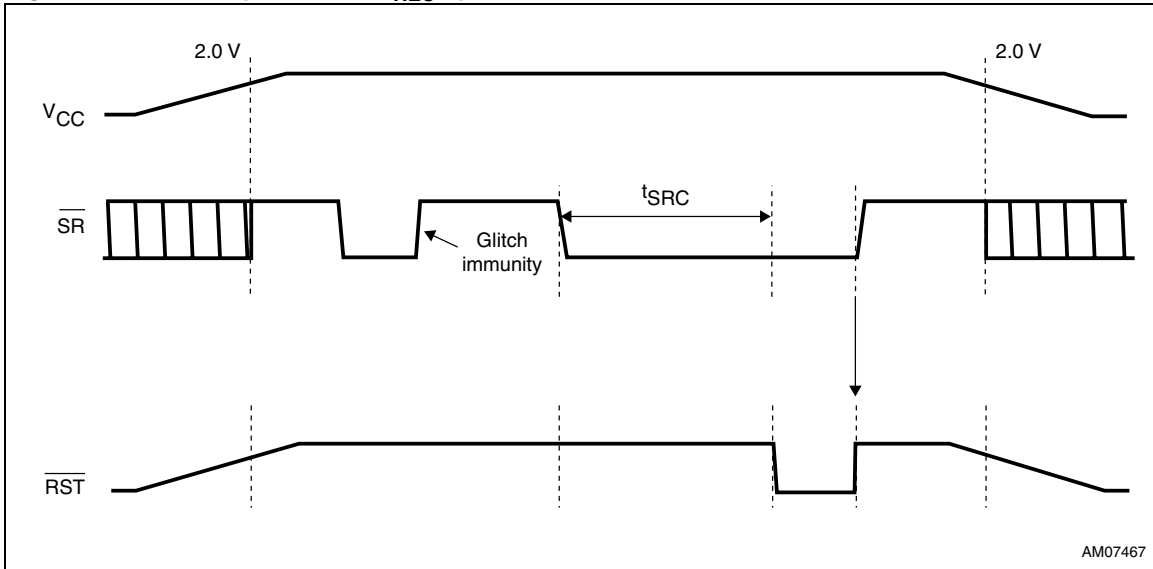 2.0 V
2.0 V
VCC
SR
tSRC
Glitch
immunity
RST
AM07467